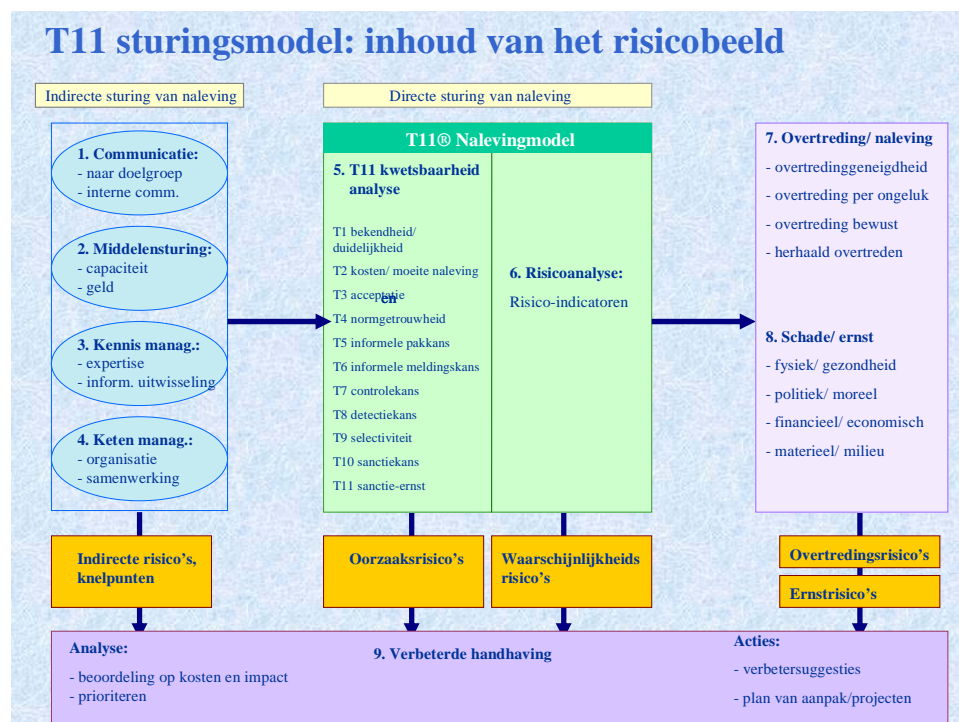 T11 sturingsmodel: inhoud van het risicobeeld
Indirecte sturing van naleving
Directe sturing van naleving
1. Communicatie:
- naar doelgroep
- interne comm.
2. Middelensturing:
- capaciteit
- geld
3. Kennis manag.:
- expertise
- inform. uitwisseling
4. Keten manag.:
- organisatie
- samenwerking
T11® Nalevingmodel
5. T11 kwetsbaarheid
analyse
T1 bekendheid/
duidelijkheid
T2 kosten/ moeite naleving
T3 acceptatie
en
T4 normgetrouwheid
T5 informele pakkans
T6 informele meldingskans
T7 controlekans
T8 detectiekans
T9 selectiviteit
T10 sanctiekans
T11 sanctie-ernst
6. Risicoanalyse:
Risico-indicatoren
7. Overtreding/ naleving
- overtredinggeneigdheid
- overtreding per ongeluk
- overtreding bewust
- herhaald overtreden
8. Schade/ ernst
- fysiek/ gezondheid
- politiek/ moreel
- financieel/ economisch
- materieel/ milieu
Indirecte risico’s,
knelpunten
Oorzaaksrisico’s
Waarschijnlijkheids
risico’s
Overtredingsrisico’s
Ernstrisico’s
Analyse:
- beoordeling op kosten en impact
- prioriteren
9. Verbeterde handhaving
Acties:
- verbetersuggesties
- plan van aanpak/projecten